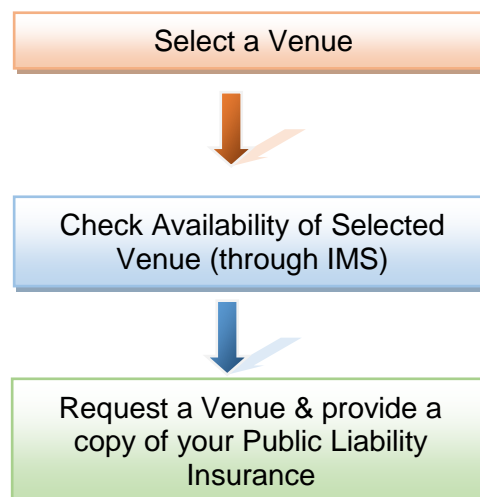 Select a Venue
Check Availability of Selected
Venue (through IMS)
Request a Venue & provide a
copy of your Public Liability
Insurance